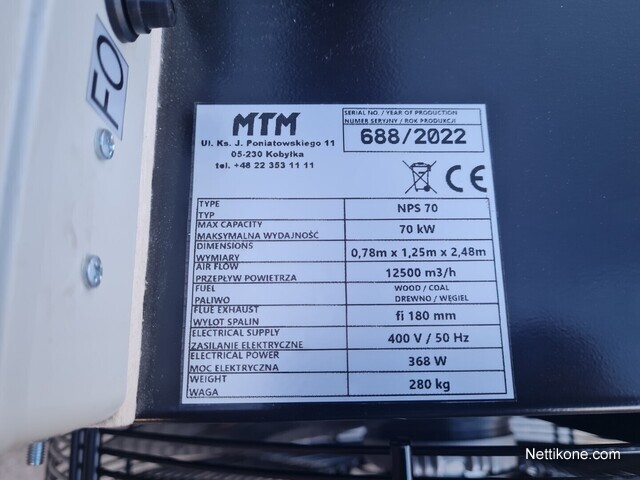 FO
MTM
Ul. Ks. J. Poniatowskiego 11
05-230 Kobyłka
tel. +48 22 353 11 11
SERIAL NO. / YEAR OF PRODUCTION
NUMER SERYJNY / ROK PRODUKCJI
688/2022
CE
TYPE
TYP
NPS 70
MAX CAPACITY
MAKSYMALNA WYDAJNOŚĆ
70 kW
DIMENSIONS
WYMIARY
0,78m x 1,25m x 2,48m
AIR FLOW
PRZEPŁYW POWIETRZA
12500 m3/h
FUEL
PALIWO
WOOD / COAL
DREWNO / WĘGIEL
FLUE EXHAUST
WYLOT SPALIN
fi 180 mm
ELECTRICAL SUPPLY
ZASILANIE ELEKTRYCZNE
400 V / 50 Hz
ELECTRICAL POWER
MOC ELEKTRYCZNA
368 W
WEIGHT
WAGA
280 kg
Nettikone.com